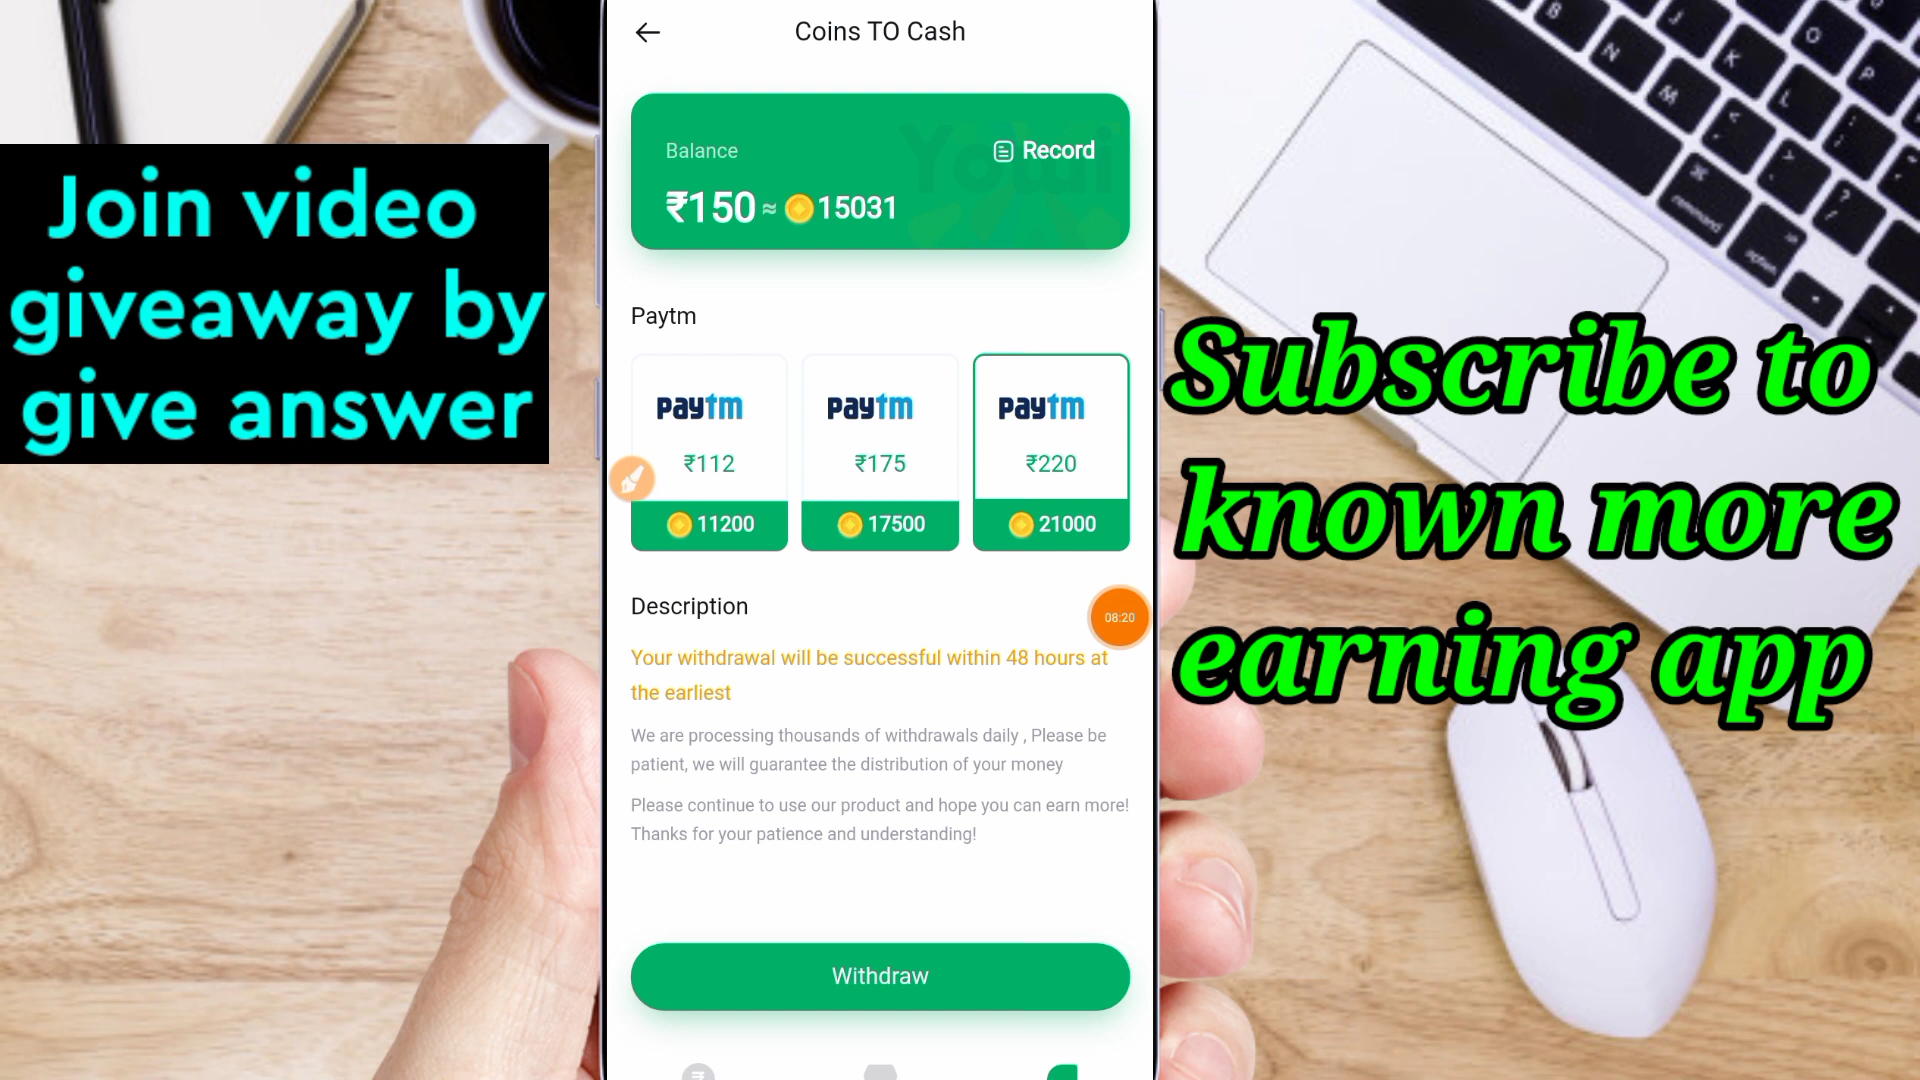 Join video
giveaway by
give answer
Coins TO Cash
Balance
Record
₹150 ≈ 15031
Paytm
paytm paytm paytm
₹112 ₹175 ₹220
11200 17500 21000
Description
08:20
Your withdrawal will be successful within 48 hours at
the earliest
We are processing thousands of withdrawals daily , Please be
patient, we will guarantee the distribution of your money
Please continue to use our product and hope you can earn more!
Thanks for your patience and understanding!
Withdraw
Subscribe to
known more
earning app
B
N
M
J
K
L
O
P
command
option